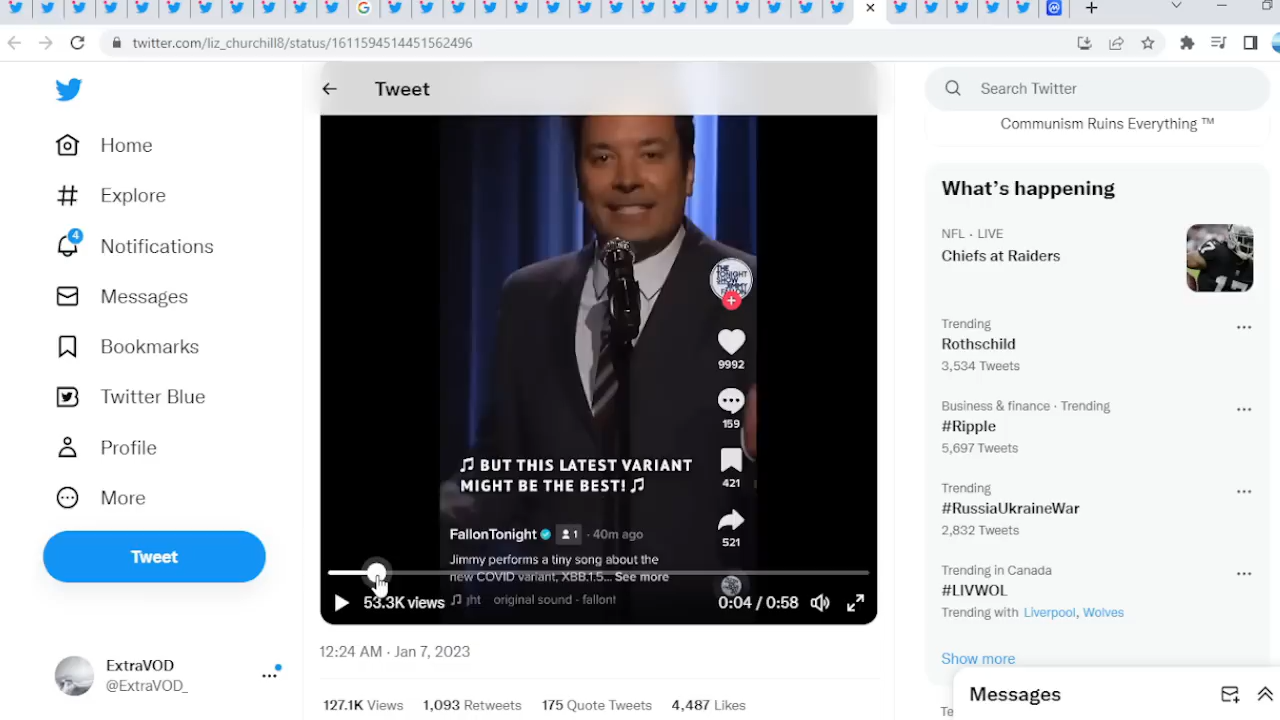 twitter.com/liz_churchill8/status/1611594514451562496
Home
Explore
4
Notifications
Messages
Bookmarks
Twitter Blue
Profile
More
Tweet
ExtraVOD
@ExtraVOD_
Tweet
THE TONIGHT SHOW
9992
159
421
521
♫ BUT THIS LATEST VARIANT
MIGHT BE THE BEST! ♫
FallonTonight 1 · 40m ago
Jimmy performs a tiny song about the
new COVID variant, XBB.1.5... See more
ght original sound - fallont
53.3K views
0:04 / 0:58
12:24 AM · Jan 7, 2023
127.1K Views 1,093 Retweets 175 Quote Tweets 4,487 Likes
Search Twitter
Communism Ruins Everything ™
What's happening
NFL · LIVE
Chiefs at Raiders
Trending
Rothschild
3,534 Tweets
Business & finance · Trending
#Ripple
5,697 Tweets
Trending
#RussiaUkraineWar
2,832 Tweets
Trending in Canada
#LIVWOL
Trending with Liverpool, Wolves
Show more
Messages